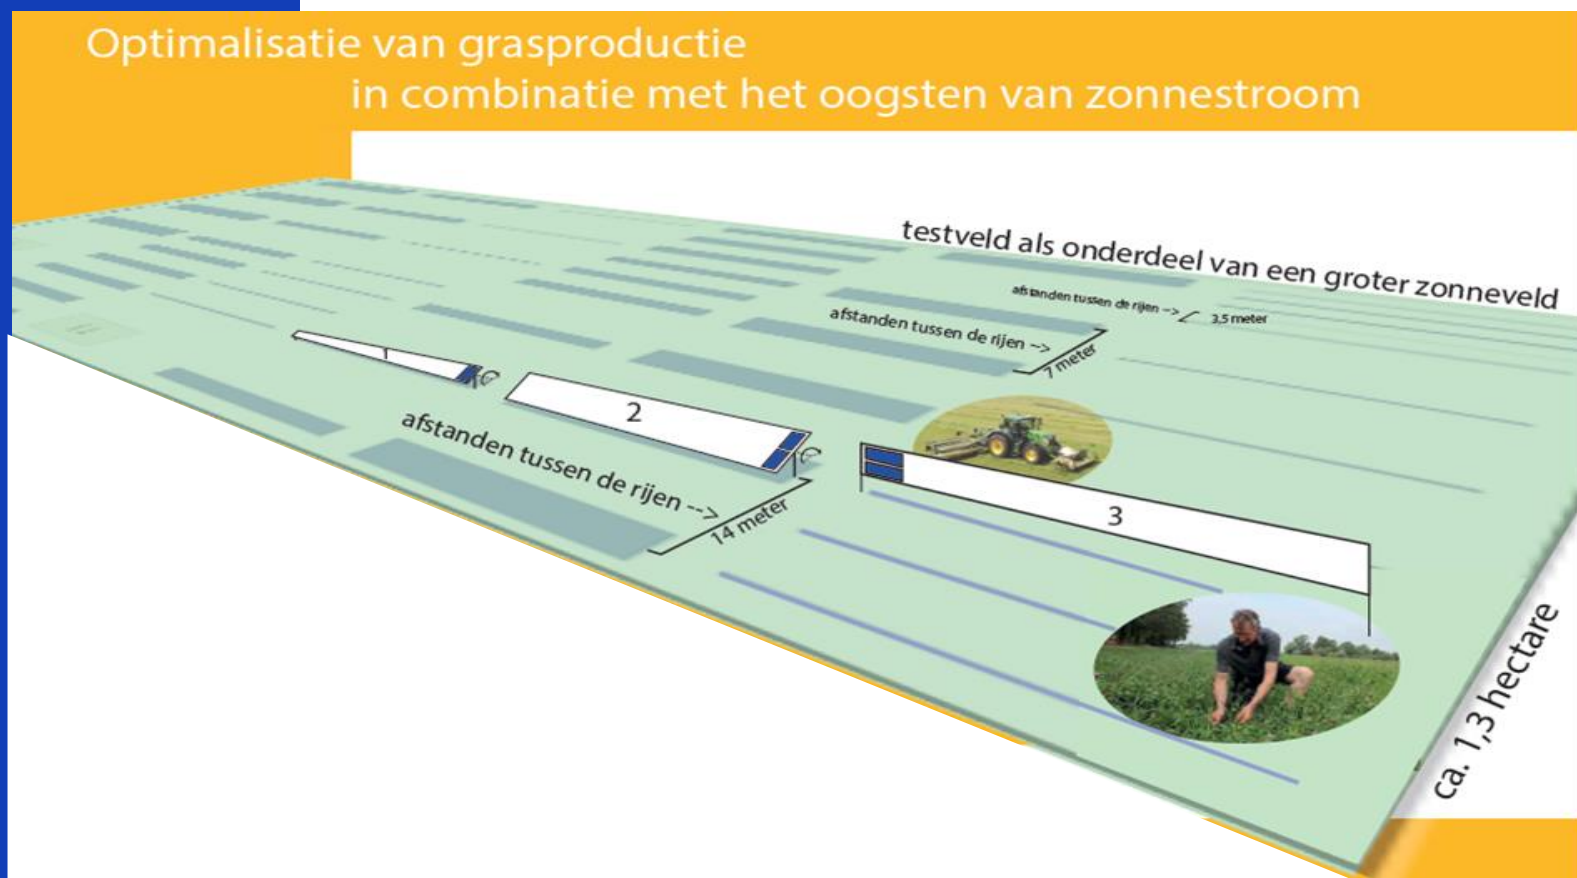 Optimalisatie van grasproductie
in combinatie met het oogsten van zonnestroom
testveld als onderdeel van een groter zonneveld
afstanden tussen de rijen -->
3,5 meter
afstanden tussen de rijen -->
7 meter
1
2
afstanden tussen de rijen -->
14 meter
3
ca. 1,3 hectare